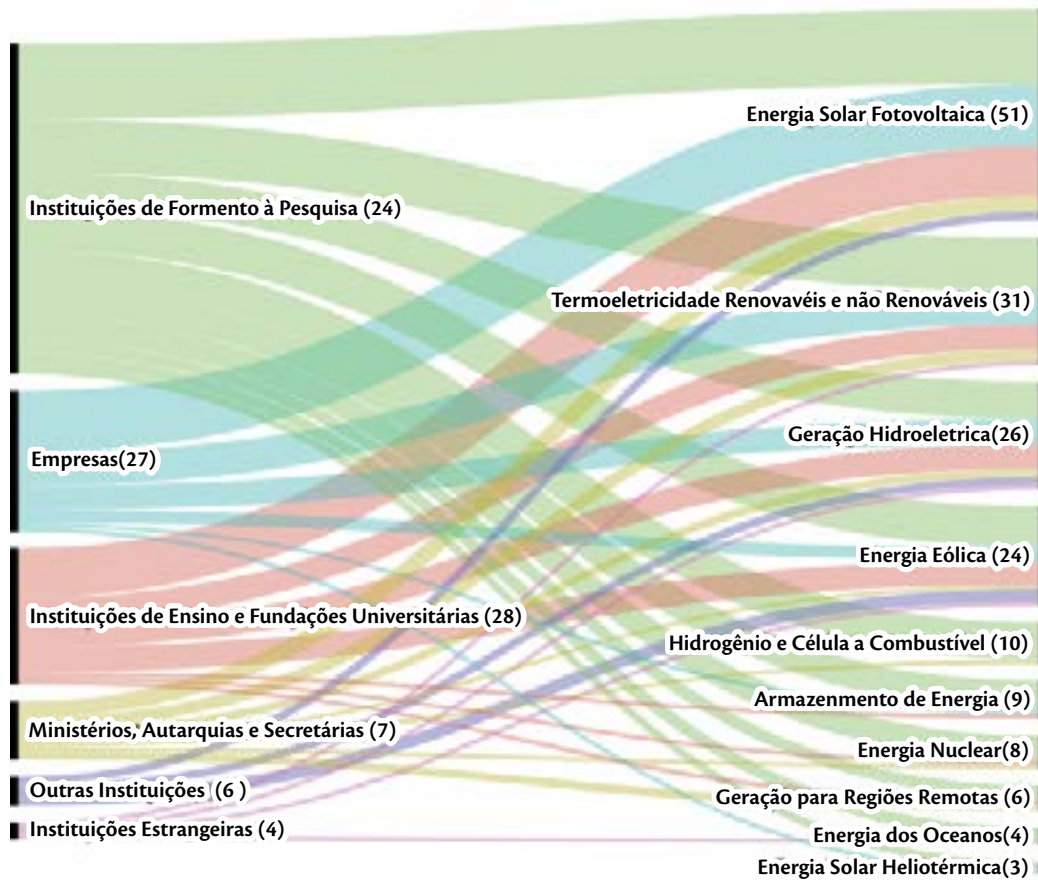 Instituições de Formento à Pesquisa (24)
Empresas(27)
Instituições de Ensino e Fundações Universitárias (28)
Ministérios, Autarquias e Secretárias (7)
Outras Instituições (6 )
Instituições Estrangeiras (4)
Energia Solar Fotovoltaica (51)
Termoeletricidade Renovavéis e não Renováveis (31)
Geração Hidroeletrica(26)
Energia Eólica (24)
Hidrogênio e Célula a Combustível (10)
Armazenmento de Energia (9)
Energia Nuclear(8)
Geração para Regiões Remotas (6)
Energia dos Oceanos(4)
Energia Solar Heliotérmica(3)